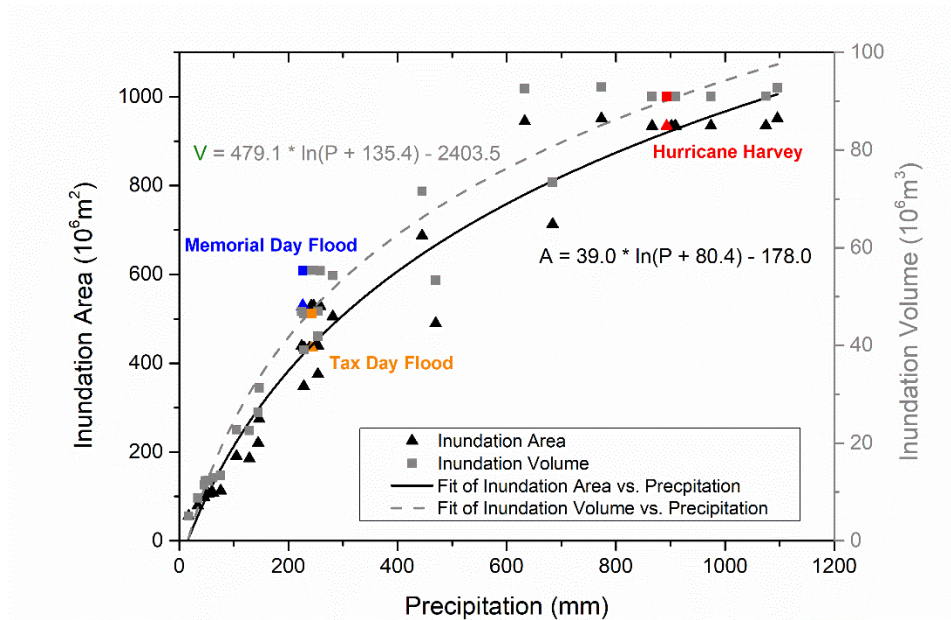 100
1000
80
V = 479.1 * ln(P + 135.4) - 2403.5
Hurricane Harvey
800
Memorial Day Flood
60
A = 39.0 * ln(P + 80.4) - 178.0
600
Tax Day Flood
40
400
Inundation Area
Inundation Volume
Fit of Inundation Area vs. Precpitation
Fit of Inundation Volume vs. Precipitation
20
200
0
0
0
200
400
600
800
1000
1200
Precipitation (mm)
Inundation Area (10⁶m²)
Inundation Volume (10⁶m³)